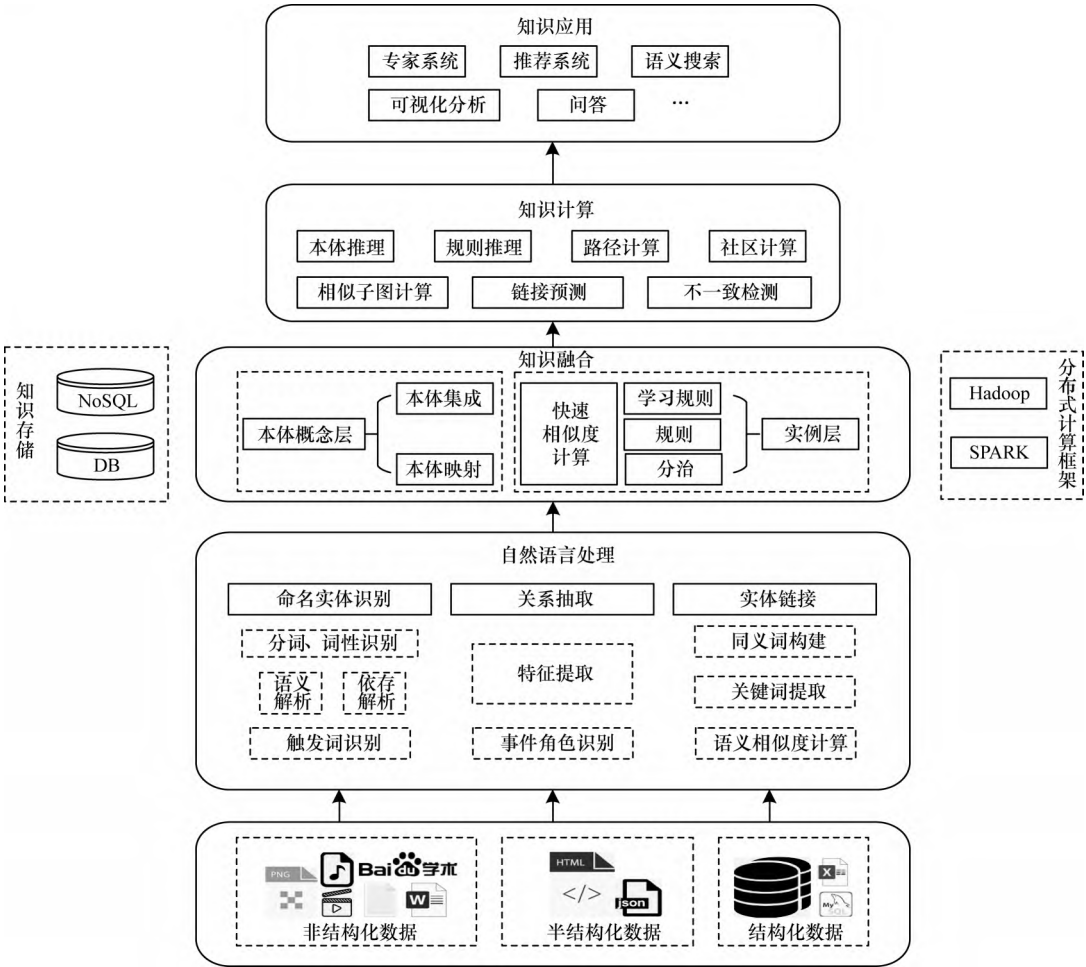 知识应用
专家系统
推荐系统
语义搜索
可视化分析
问答
…
知识计算
本体推理
规则推理
路径计算
社区计算
相似子图计算
链接预测
不一致检测
知识存储
NoSQL
DB
知识融合
本体概念层
本体集成
本体映射
快速
相似度
计算
学习规则
规则
分治
实例层
分布式计算框架
Hadoop
SPARK
自然语言处理
命名实体识别
关系抽取
实体链接
分词、词性识别
语义
解析
依存
解析
触发词识别
特征提取
事件角色识别
同义词构建
关键词提取
语义相似度计算
PNG
Bai du 学术
W
非结构化数据
HTML
</>
json
半结构化数据
X
My
SQL
结构化数据